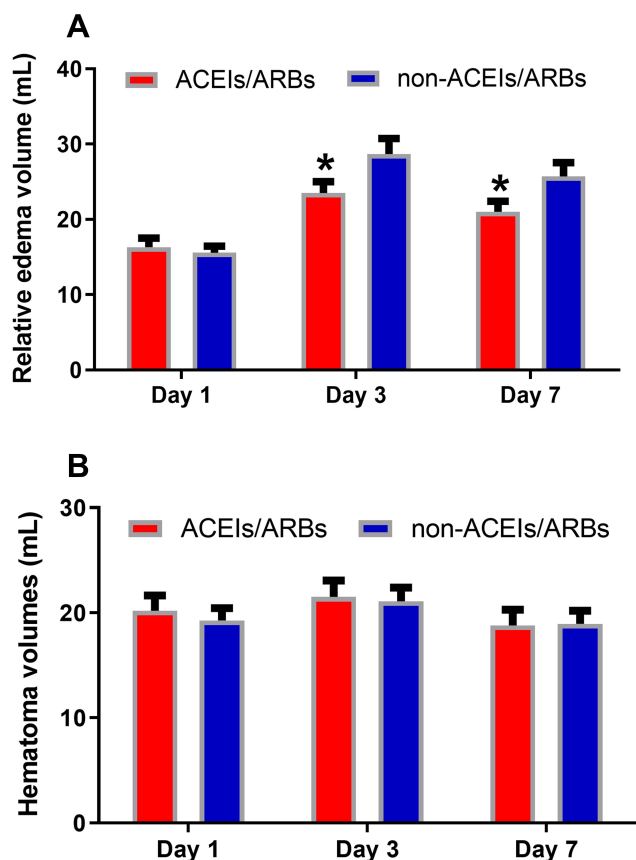 A
Relative edema volume (mL)
40
30
20
10
0
ACEIs/ARBs non-ACEIs/ARBs
* *
Day 1 Day 3 Day 7
B
Hematoma volumes (mL)
30
20
10
0
ACEIs/ARBs non-ACEIs/ARBs
Day 1 Day 3 Day 7